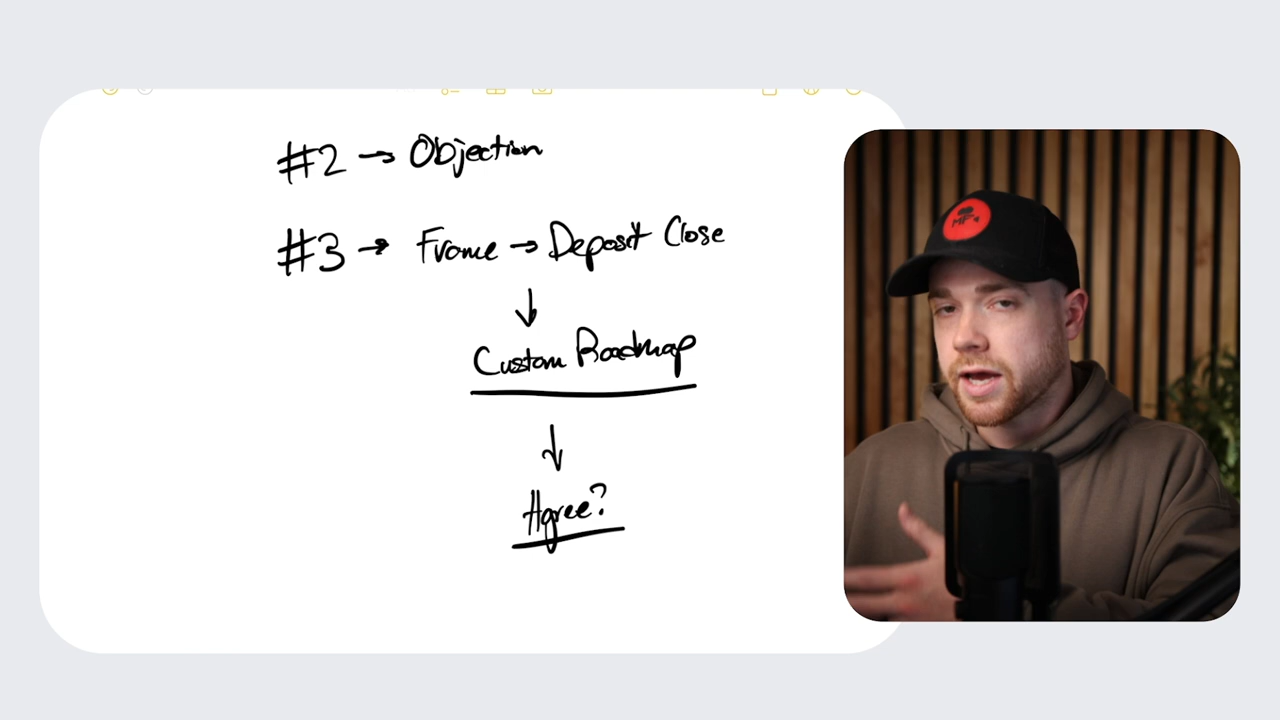 #2 → Objection
#3 → Frame → Deposit Close
↓
Custom Roadmap
↓
Agree?